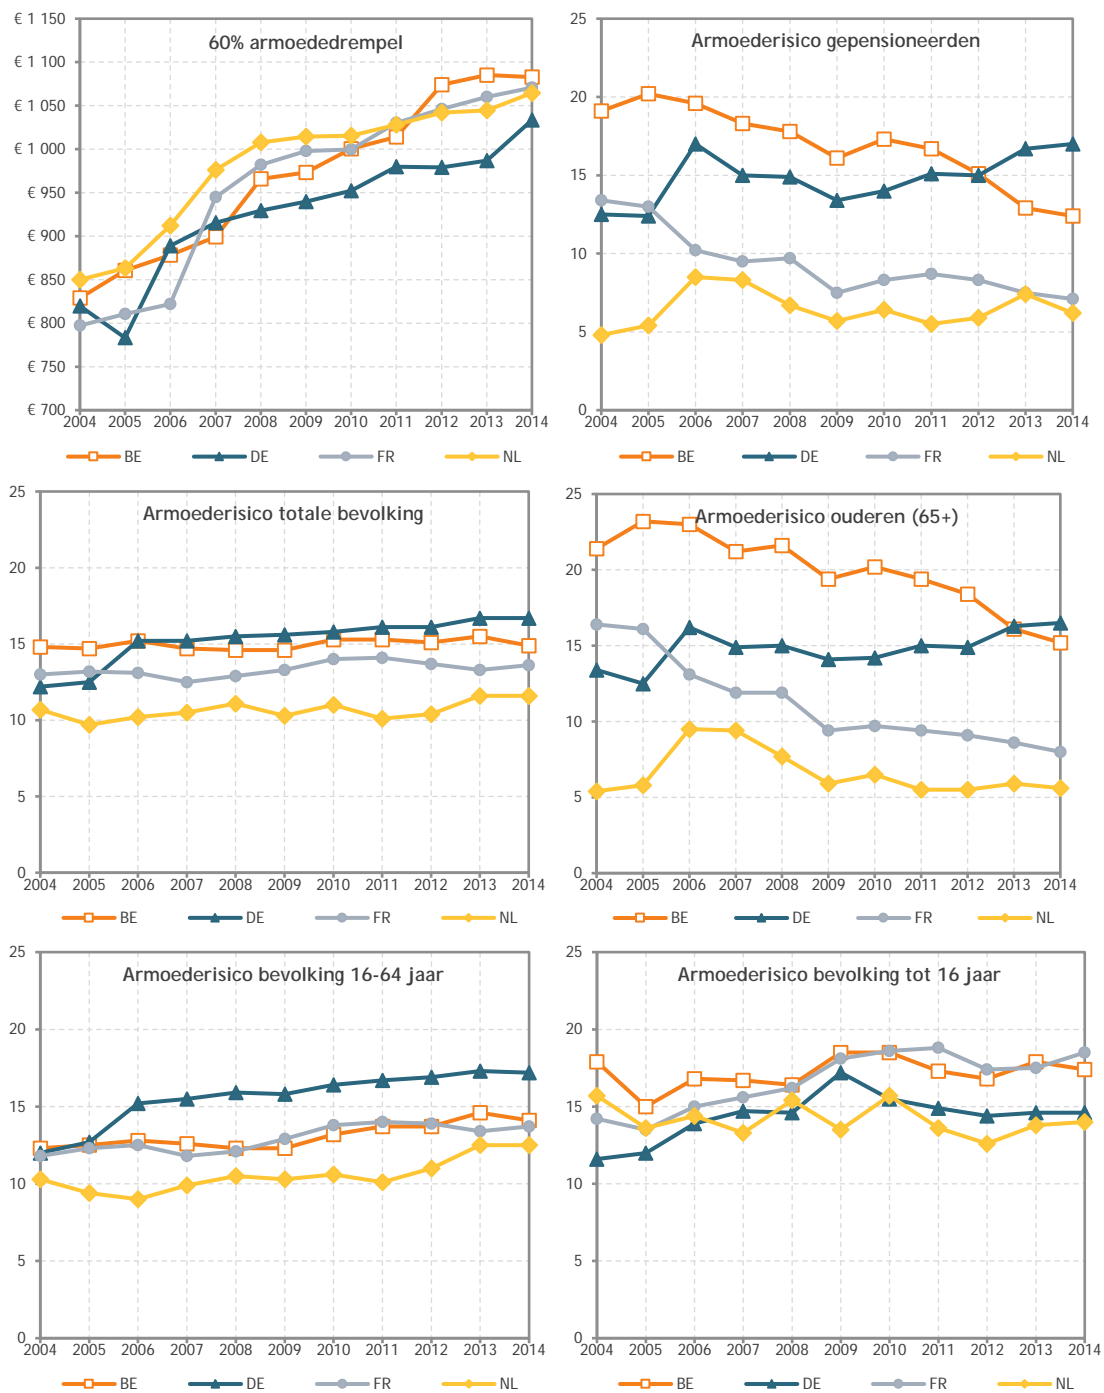 60% armoededrempel
€ 1 150
€ 1 100
€ 1 050
€ 1 000
€ 950
€ 900
€ 850
€ 800
€ 750
€ 700
2004 2005 2006 2007 2008 2009 2010 2011 2012 2013 2014
BE DE FR NL
Armoederisico gepensioneerden
25
20
15
10
5
0
2004 2005 2006 2007 2008 2009 2010 2011 2012 2013 2014
BE DE FR NL
Armoederisico totale bevolking
25
20
15
10
5
0
2004 2005 2006 2007 2008 2009 2010 2011 2012 2013 2014
BE DE FR NL
Armoederisico ouderen (65+)
25
20
15
10
5
0
2004 2005 2006 2007 2008 2009 2010 2011 2012 2013 2014
BE DE FR NL
Armoederisico bevolking 16-64 jaar
25
20
15
10
5
0
2004 2005 2006 2007 2008 2009 2010 2011 2012 2013 2014
BE DE FR NL
Armoederisico bevolking tot 16 jaar
25
20
15
10
5
0
2004 2005 2006 2007 2008 2009 2010 2011 2012 2013 2014
BE DE FR NL